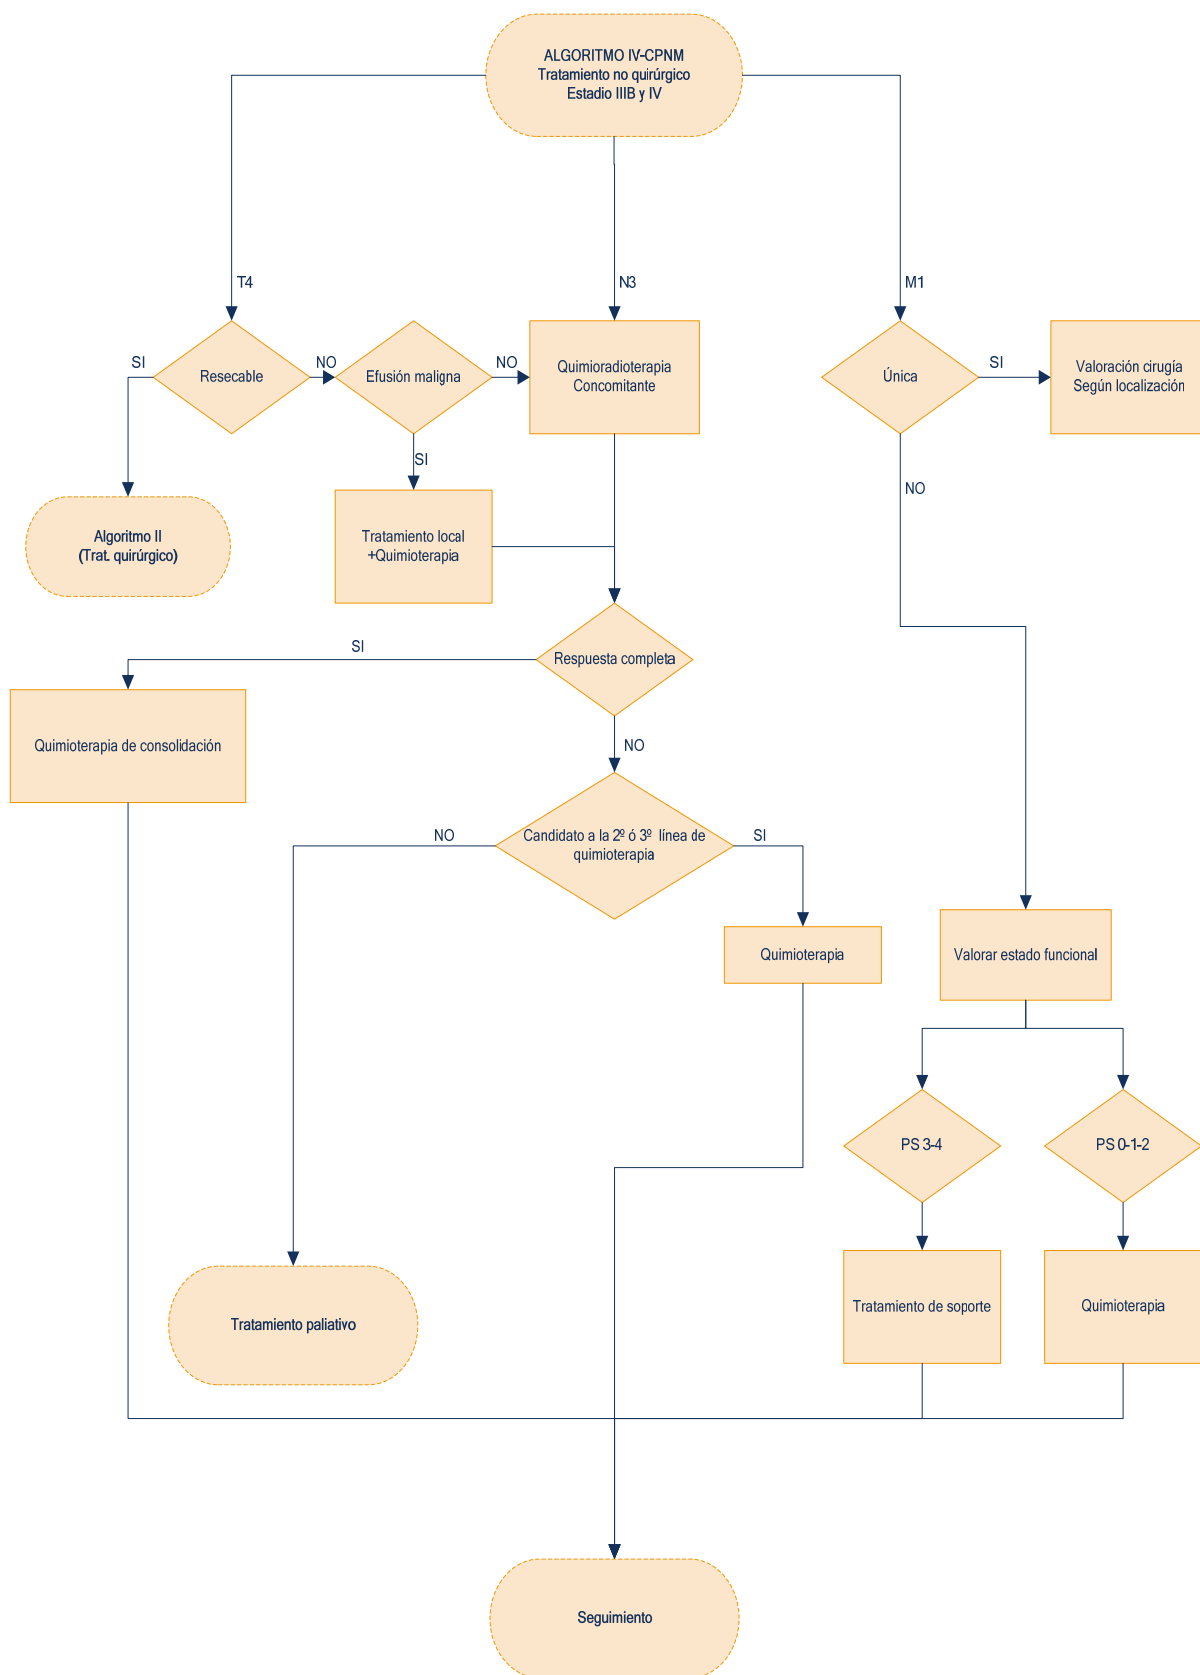 ALGORITMO IV-CPNM
Tratamiento no quirúrgico
Estadio IIIB y IV
T4
N3
M1
SI
Resecable
NO
Efusión maligna
NO
Quimioradioterapia
Concomitante
Única
SI
Valoración cirugía
Según localización
SI
NO
Algoritmo II
(Trat. quirúrgico)
Tratamiento local
+Quimioterapia
SI
Respuesta completa
Quimioterapia de consolidación
NO
NO
Candidato a la 2º ó 3º línea de
quimioterapia
SI
Quimioterapia
Valorar estado funcional
PS 3-4
PS 0-1-2
Tratamiento de soporte
Quimioterapia
Tratamiento paliativo
Seguimiento